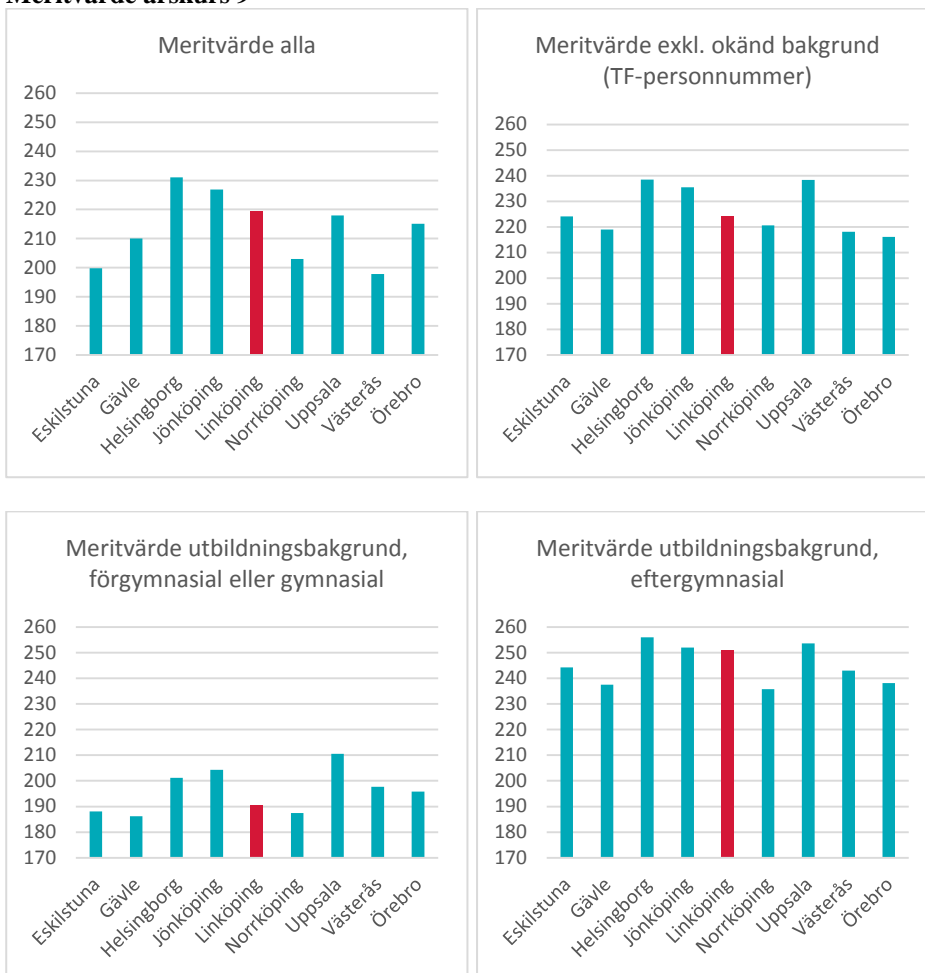 Meritvärde årskurs 9
Meritvärde alla
260
250
240
230
220
210
200
190
180
170
Eskilstuna
Gävle
Helsingborg
Jönköping
Linköping
Norrköping
Uppsala
Västerås
Örebro
Meritvärde exkl. okänd bakgrund
(TF-personnummer)
260
250
240
230
220
210
200
190
180
170
Eskilstuna
Gävle
Helsingborg
Jönköping
Linköping
Norrköping
Uppsala
Västerås
Örebro
Meritvärde utbildningsbakgrund,
förgymnasial eller gymnasial
260
250
240
230
220
210
200
190
180
170
Eskilstuna
Gävle
Helsingborg
Jönköping
Linköping
Norrköping
Uppsala
Västerås
Örebro
Meritvärde utbildningsbakgrund,
eftergymnasial
260
250
240
230
220
210
200
190
180
170
Eskilstuna
Gävle
Helsingborg
Jönköping
Linköping
Norrköping
Uppsala
Västerås
Örebro